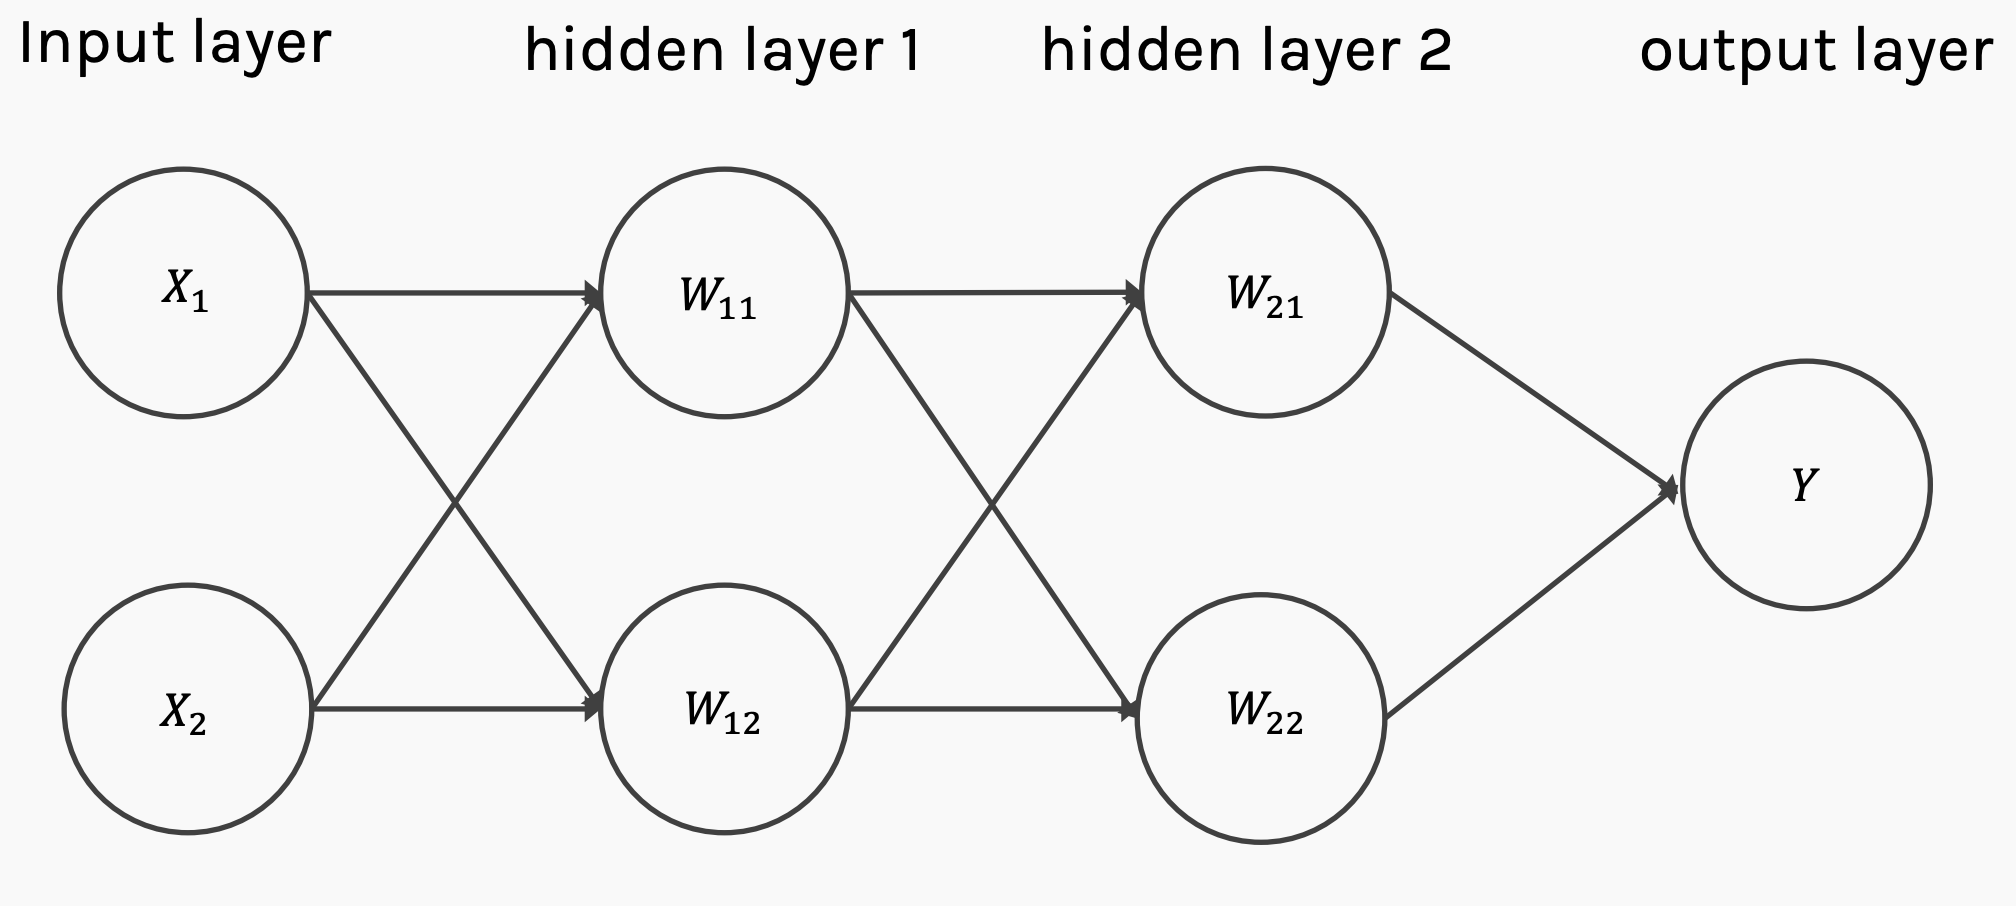 Input layer hidden layer 1 hidden layer 2 output layer
X₁ W₁₁ W₂₁
Y
X₂ W₁₂ W₂₂